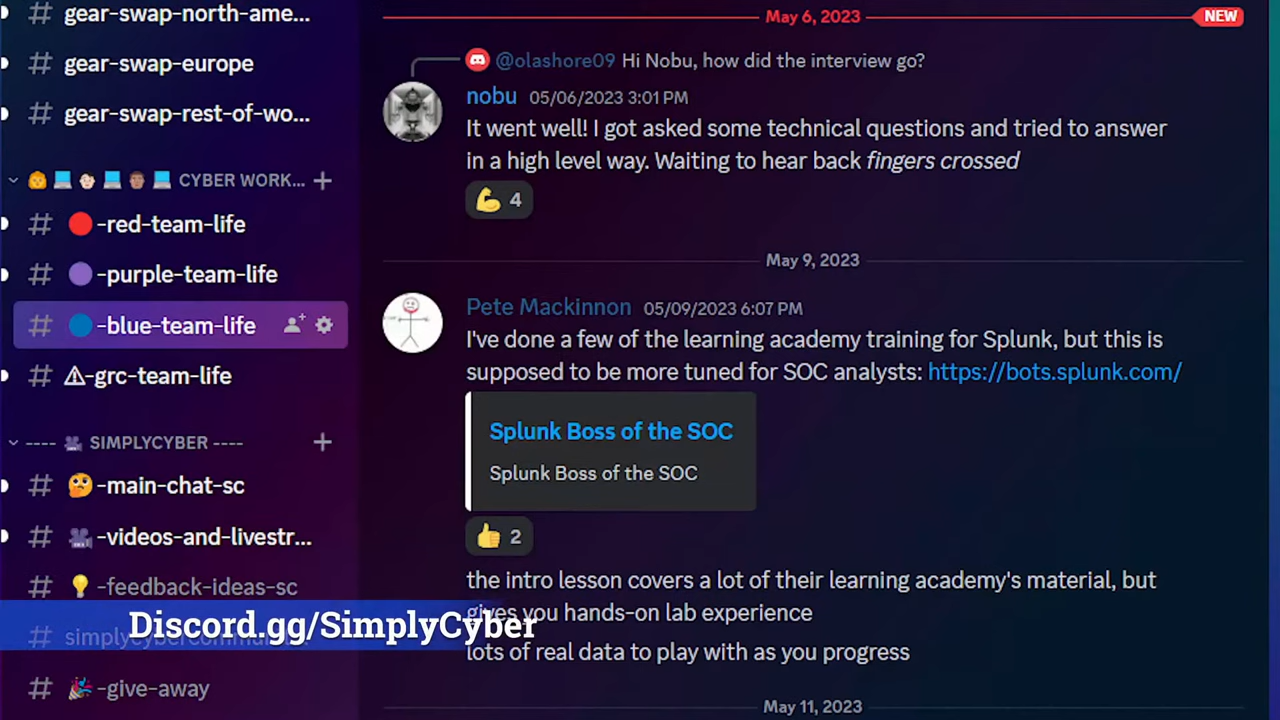 gear-swap-north-ame...
gear-swap-europe
gear-swap-rest-of-wo...
CYBER WORK...
-red-team-life
-purple-team-life
-blue-team-life
-grc-team-life
---- SIMPLYCYBER ----
-main-chat-sc
-videos-and-livestr...
-feedback-ideas-sc
Discord.gg/SimplyCyber
-give-away
May 6, 2023
NEW
@olashore09 Hi Nobu, how did the interview go?
nobu 05/06/2023 3:01 PM
It went well! I got asked some technical questions and tried to answer
in a high level way. Waiting to hear back fingers crossed
4
May 9, 2023
Pete Mackinnon 05/09/2023 6:07 PM
I've done a few of the learning academy training for Splunk, but this is
supposed to be more tuned for SOC analysts: https://bots.splunk.com/
Splunk Boss of the SOC
Splunk Boss of the SOC
2
the intro lesson covers a lot of their learning academy's material, but
gives you hands-on lab experience
lots of real data to play with as you progress
May 11, 2023